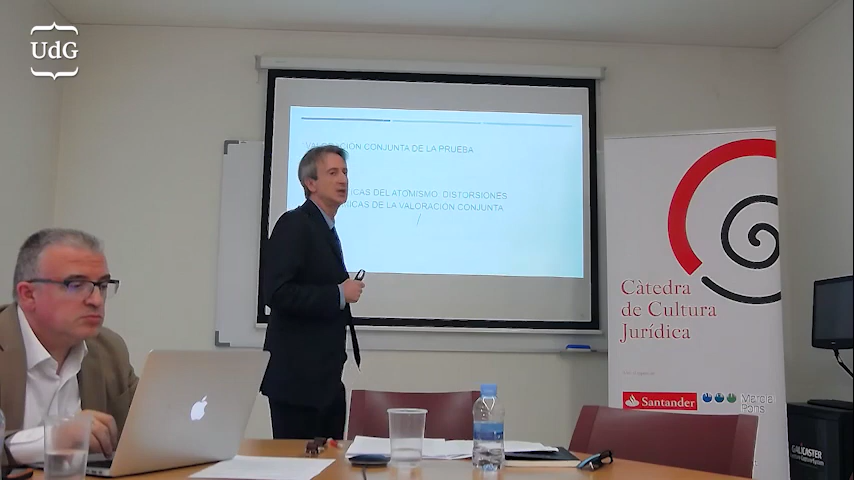 UdG
VALORACIÓN CONJUNTA DE LA PRUEBA
ICAS DEL ATOMISMO: DISTORSIONES
ICAS DE LA VALORACIÓN CONJUNTA
Càtedra
de Cultura
Jurídica
Santander
Marcial
Pons
GALICASTER